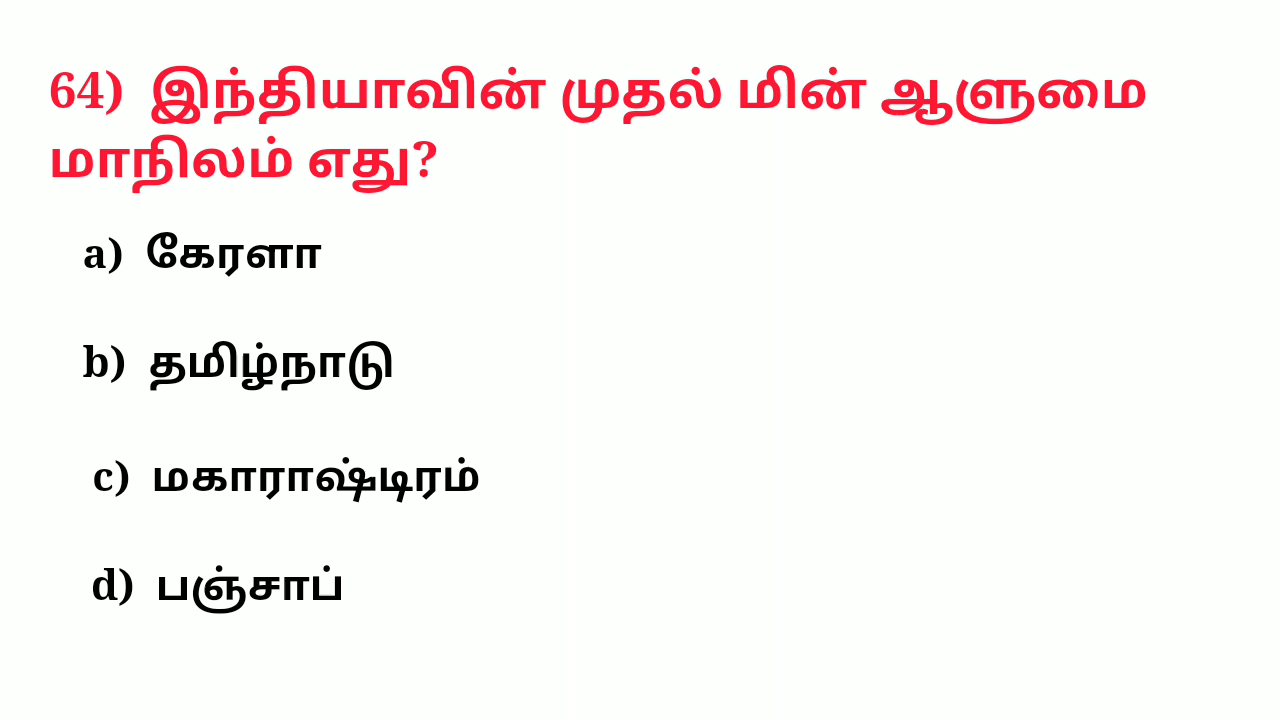 64) இந்தியாவின் முதல் மின் ஆளுமை
மாநிலம் எது?
a) கேரளா
b) தமிழ்நாடு
c) மகாராஷ்டிரம்
d) பஞ்சாப்